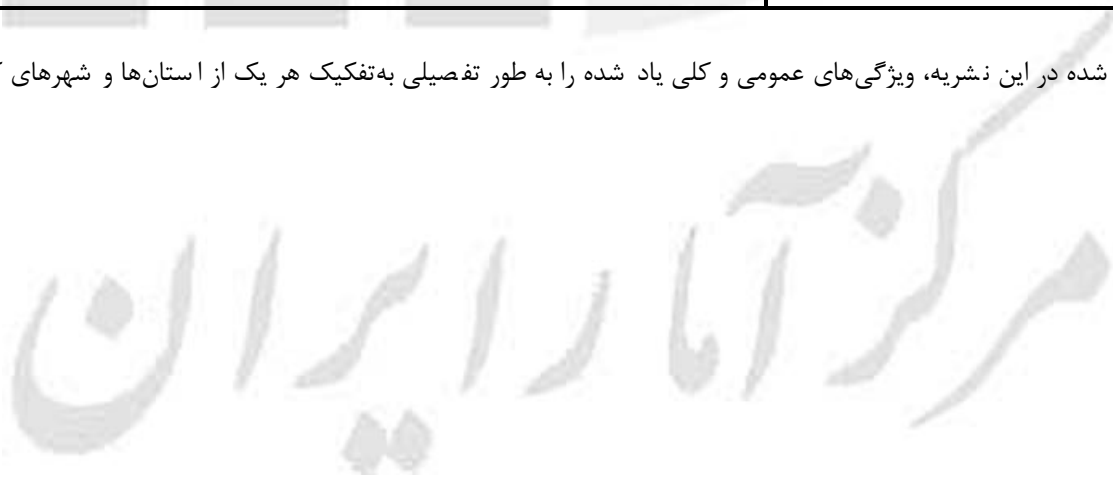 شده در این نشریه، ویژگی‌های عمومی و کلی یاد شده را به طور تفصیلی به‌تفکیک هر یک از استان‌ها و شهرهای
مرکز آمار ایران